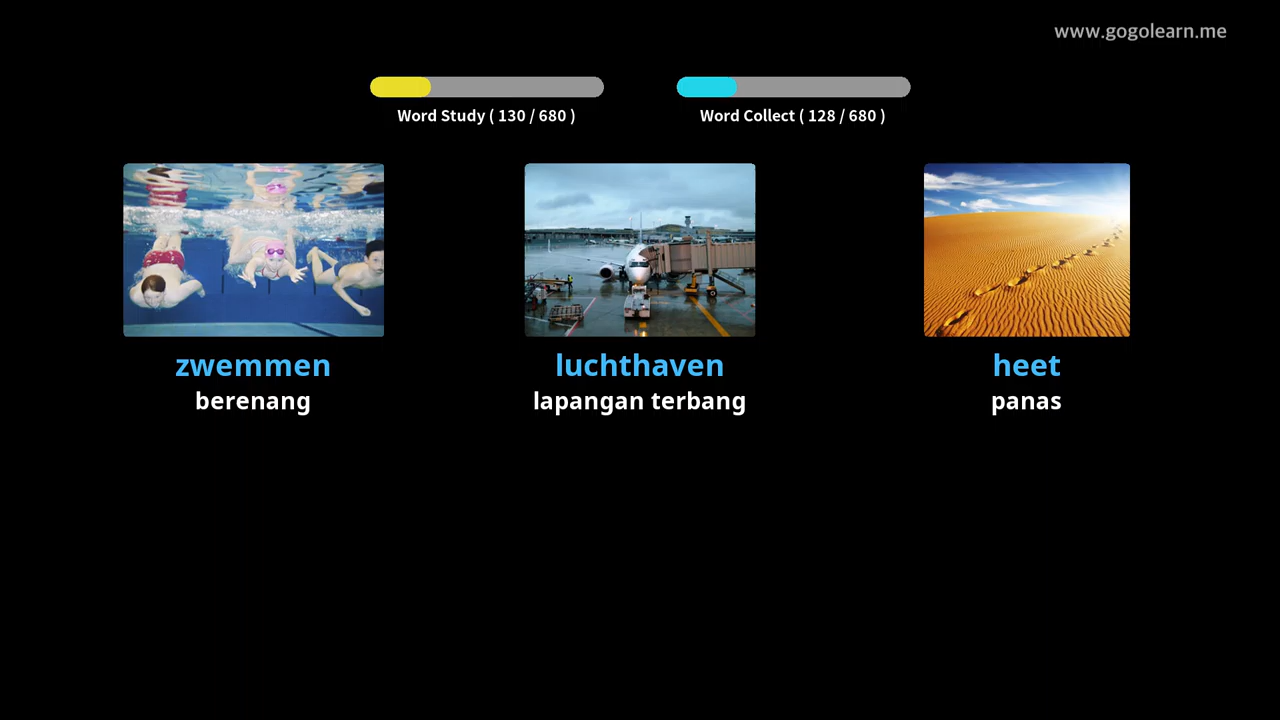 www.gogolearn.me
Word Study ( 130 / 680 )
Word Collect ( 128 / 680 )
zwemmen
berenang
luchthaven
lapangan terbang
heet
panas